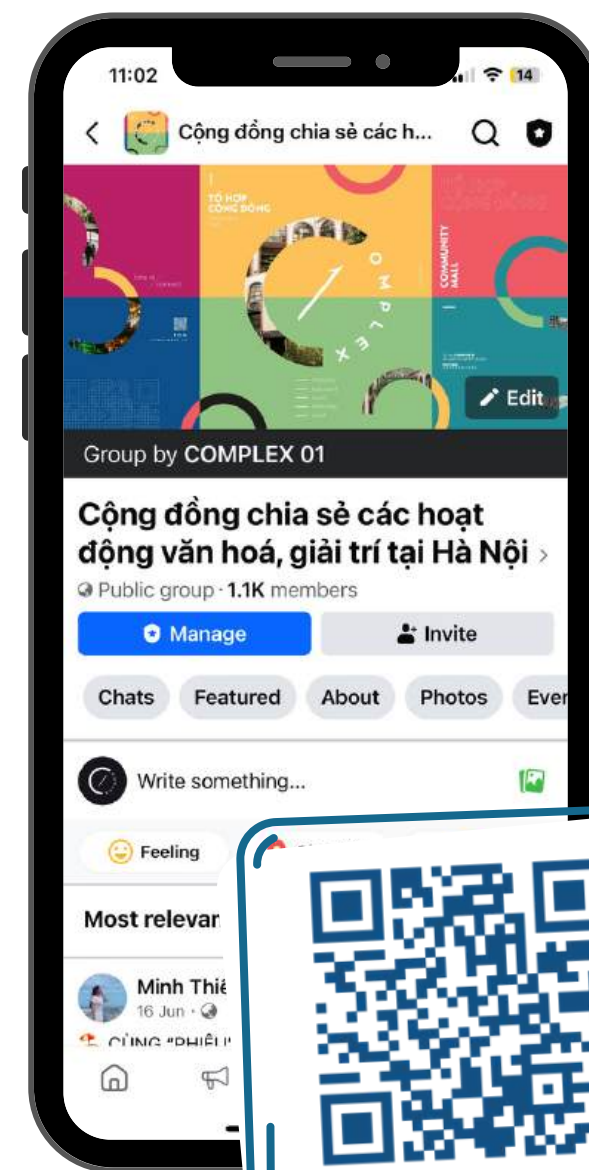 11:02
14
Cộng đồng chia sẻ các h...
TỔ HỢP
CỘNG ĐỒNG
COMPLEX
COMMUNITY
MALL
Edit
Group by COMPLEX 01
Cộng đồng chia sẻ các hoạt
động văn hoá, giải trí tại Hà Nội
Public group · 1.1K members
Manage
Invite
Chats
Featured
About
Photos
Write something...
Feeling
Most
Minh
16 Jun